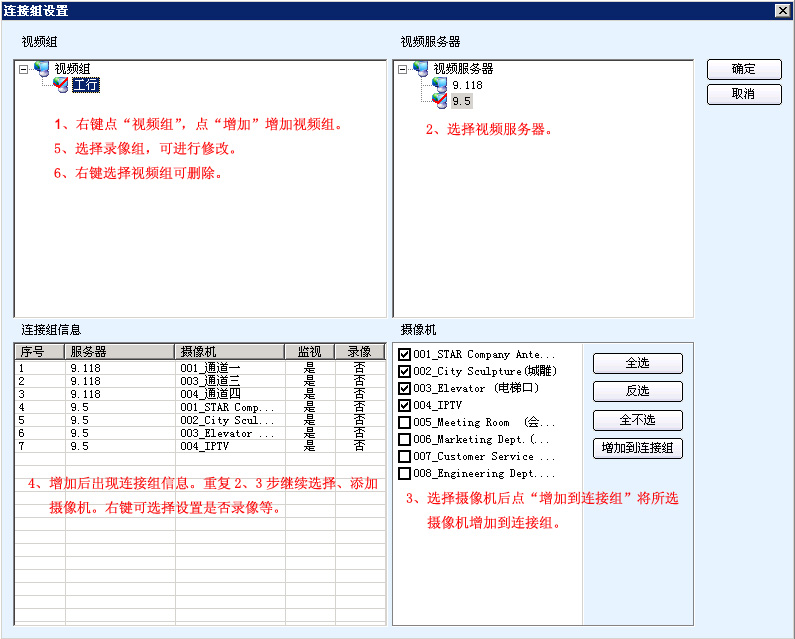 连接组设置
视频组
视频服务器
视频组
工行
视频服务器
9.118
9.5
确定
取消
1、右键点“视频组”，点“增加”增加视频组。
5、选择录像组，可进行修改。
6、右键选择视频组可删除。
2、选择视频服务器。
连接组信息
摄像机
序号 服务器 摄像机 监视 录像
1 9.118 001_通道一 是 否
2 9.118 003_通道三 是 否
3 9.118 004_通道四 是 否
4 9.5 001_STAR Comp... 是 否
5 9.5 002_City Scul... 是 否
6 9.5 003_Elevator ... 是 否
7 9.5 004_IPTV 是 否
4、增加后出现连接组信息。重复2、3步继续选择、添加
摄像机。右键可选择设置是否录像等。
001_STAR Company Ante...
002_City Sculpture(城雕)
003_Elevator (电梯口)
004_IPTV
005_Meeting Room (会...
006_Marketing Dept.(...
007_Customer Service ...
008_Engineering Dept....
全选
反选
全不选
增加到连接组
3、选择摄像机后点“增加到连接组”将所选
摄像机增加到连接组。